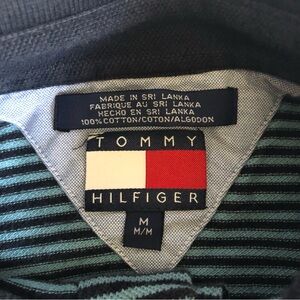 MADE IN SRI LANKA
FABRIQUE AU SRI LANKA
HECHO EN SRI LANKA
100% COTTON/COTON/ALGODON
TOMMY
HILFIGER
M
M/M